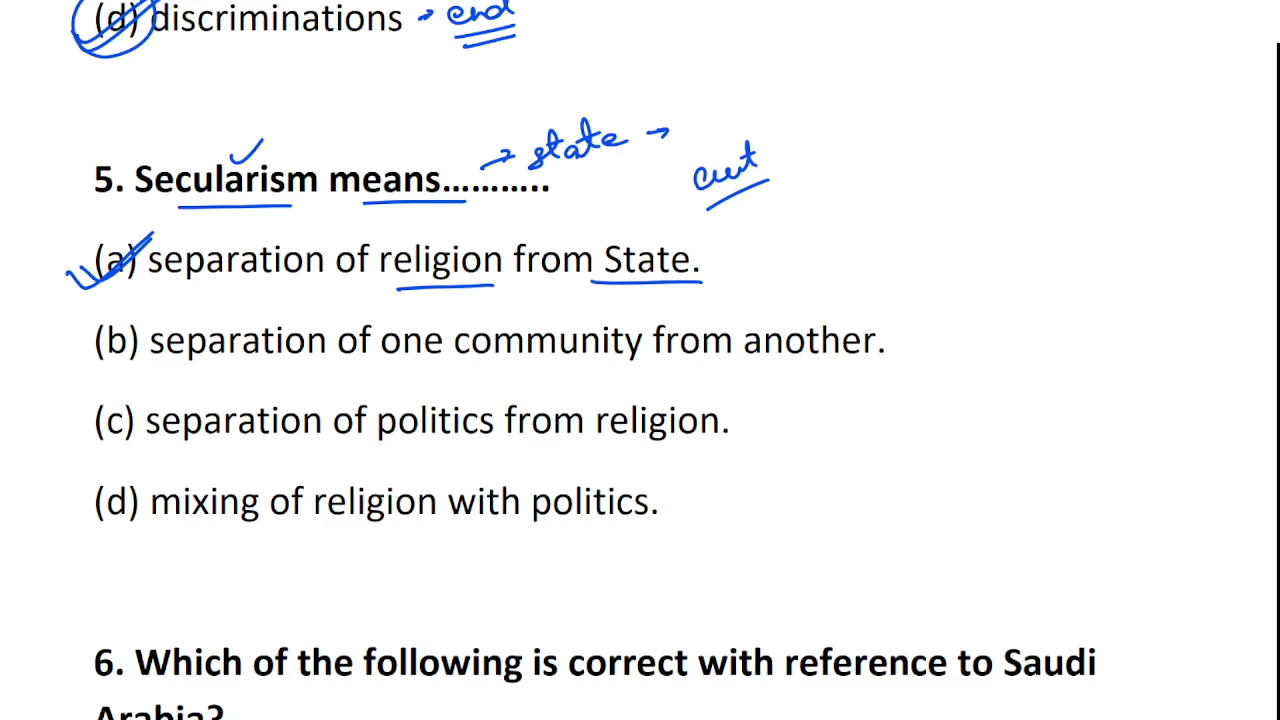 (d) discriminations → end
→ state →
5. Secularism means………..
(a) separation of religion from State.
(b) separation of one community from another.
(c) separation of politics from religion.
(d) mixing of religion with politics.
6. Which of the following is correct with reference to Saudi
Arabia?